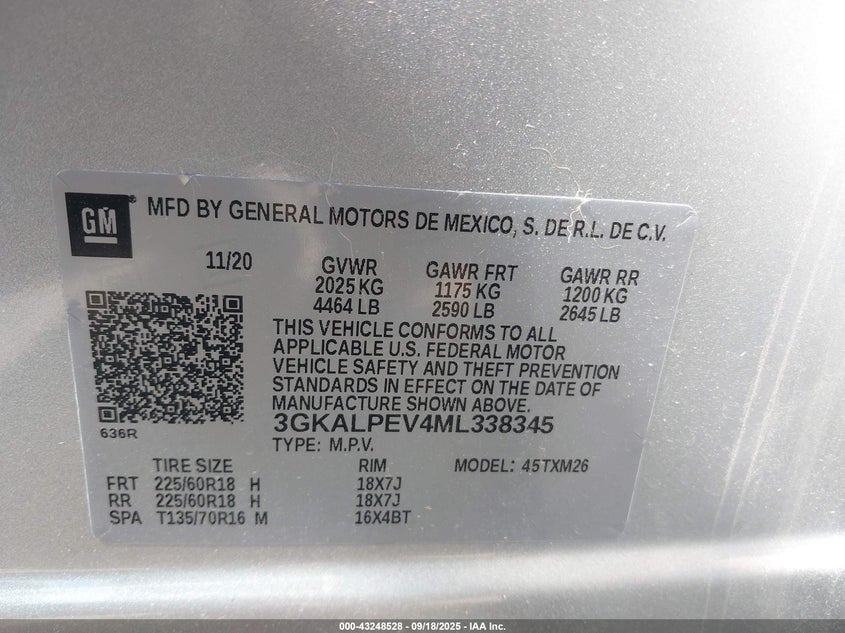 GM
MFD BY GENERAL MOTORS DE MEXICO, S. DE R.L. DE C.V.
11/20 GVWR GAWR FRT GAWR RR
2025 KG 1175 KG 1200 KG
4464 LB 2590 LB 2645 LB
THIS VEHICLE CONFORMS TO ALL
APPLICABLE U.S. FEDERAL MOTOR
VEHICLE SAFETY AND THEFT PREVENTION
STANDARDS IN EFFECT ON THE DATE OF
MANUFACTURE SHOWN ABOVE.
636R
3GKALPEV4ML338345
TYPE: M.P.V.
TIRE SIZE RIM MODEL: 45TXM26
FRT 225/60R18 H 18X7J
RR 225/60R18 H 18X7J
SPA T135/70R16 M 16X4BT
000-43248528 - 09/18/2025 - IAA Inc.